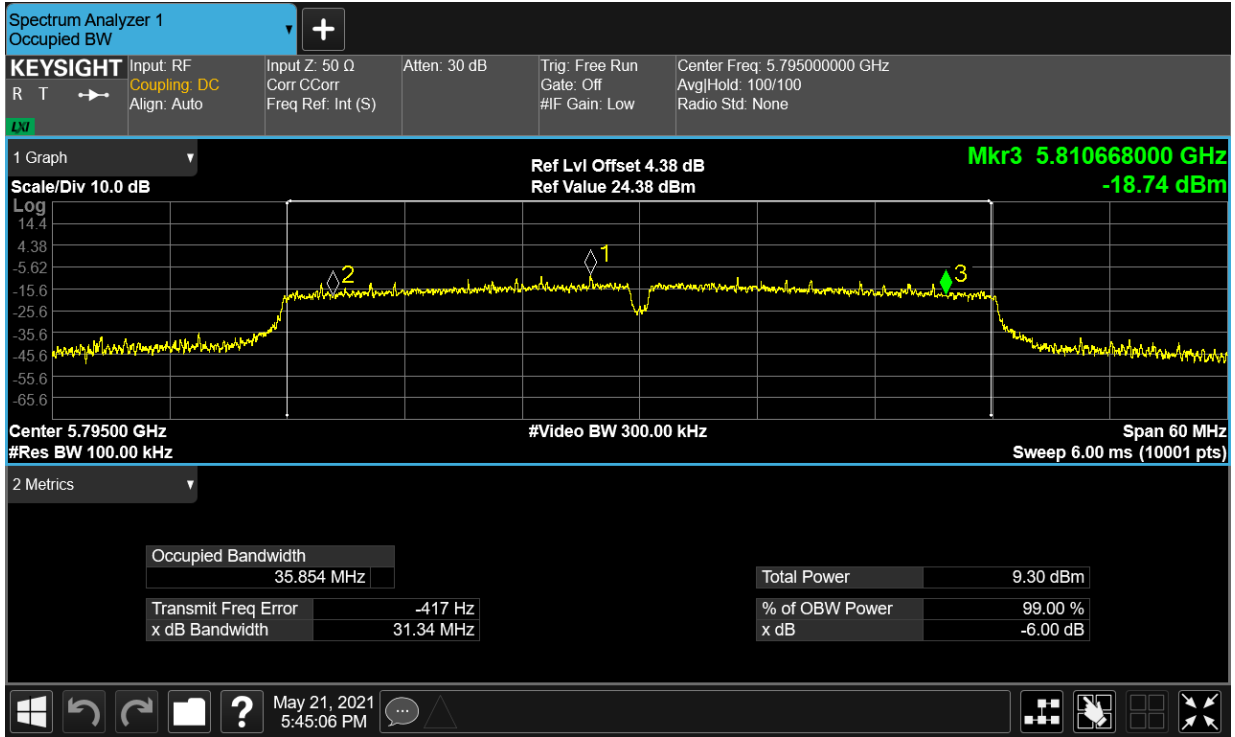 Spectrum Analyzer 1
Occupied BW
KEYSIGHT
R T
LXI
Input: RF
Coupling: DC
Align: Auto
Input Z: 50 Ω
Corr CCorr
Freq Ref: Int (S)
Atten: 30 dB
Trig: Free Run
Gate: Off
#IF Gain: Low
Center Freq: 5.795000000 GHz
Avg|Hold: 100/100
Radio Std: None
1 Graph
Scale/Div 10.0 dB
Ref Lvl Offset 4.38 dB
Ref Value 24.38 dBm
Mkr3 5.810668000 GHz
-18.74 dBm
Log
14.4
4.38
-5.62
-15.6
-25.6
-35.6
-45.6
-55.6
-65.6
1
2
3
Center 5.79500 GHz
#Res BW 100.00 kHz
#Video BW 300.00 kHz
Span 60 MHz
Sweep 6.00 ms (10001 pts)
2 Metrics
Occupied Bandwidth
35.854 MHz
Transmit Freq Error -417 Hz
x dB Bandwidth 31.34 MHz
Total Power 9.30 dBm
% of OBW Power 99.00 %
x dB -6.00 dB
?
May 21, 2021
5:45:06 PM